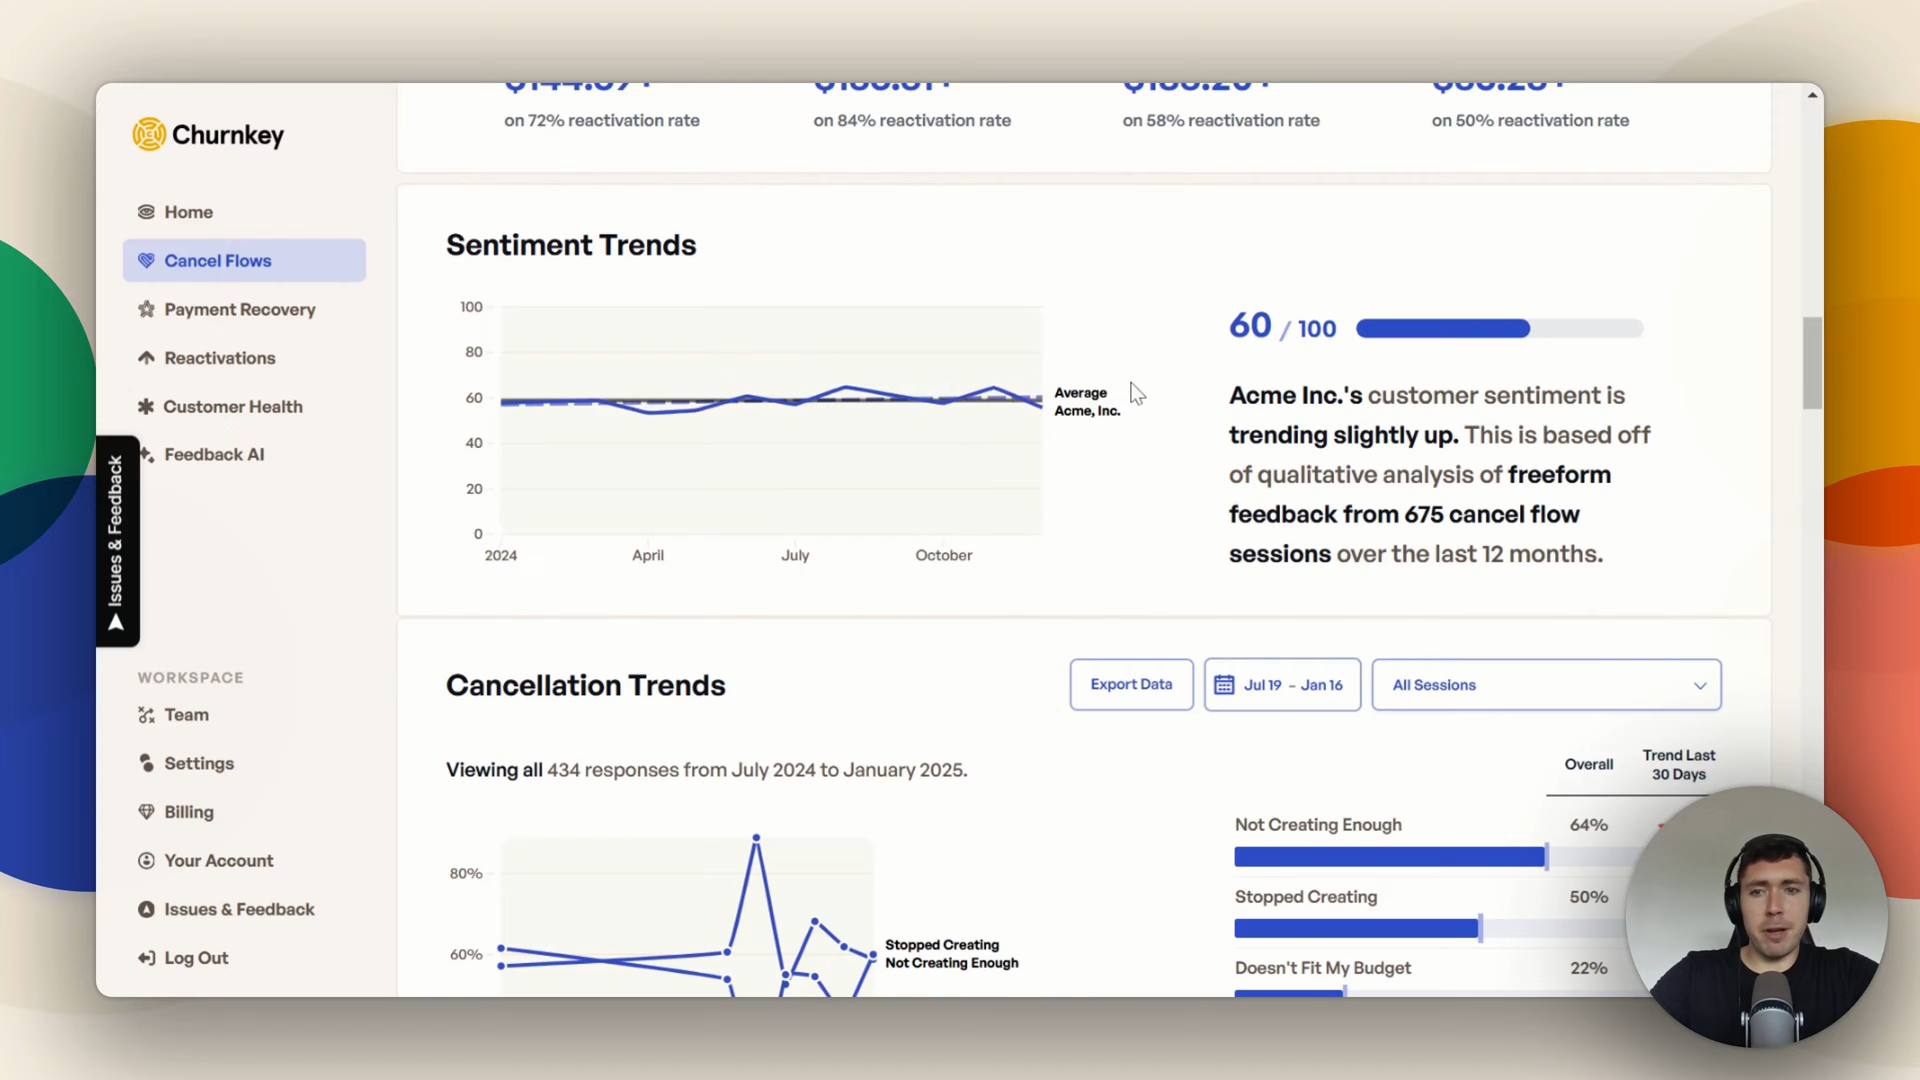 Churnkey
Home
Cancel Flows
Payment Recovery
Reactivations
Customer Health
Feedback AI
Issues & Feedback
WORKSPACE
Team
Settings
Billing
Your Account
Issues & Feedback
Log Out
on 72% reactivation rate
on 84% reactivation rate
on 58% reactivation rate
on 50% reactivation rate
Sentiment Trends
100
80
60
40
20
0
2024
April
July
October
Average
Acme, Inc.
60 / 100
Acme Inc.'s customer sentiment is
trending slightly up. This is based off
of qualitative analysis of freeform
feedback from 675 cancel flow
sessions over the last 12 months.
Cancellation Trends
Export Data
Jul 19 - Jan 16
All Sessions
Viewing all 434 responses from July 2024 to January 2025.
80%
60%
Stopped Creating
Not Creating Enough
Overall
Trend Last
30 Days
Not Creating Enough 64%
Stopped Creating 50%
Doesn't Fit My Budget 22%